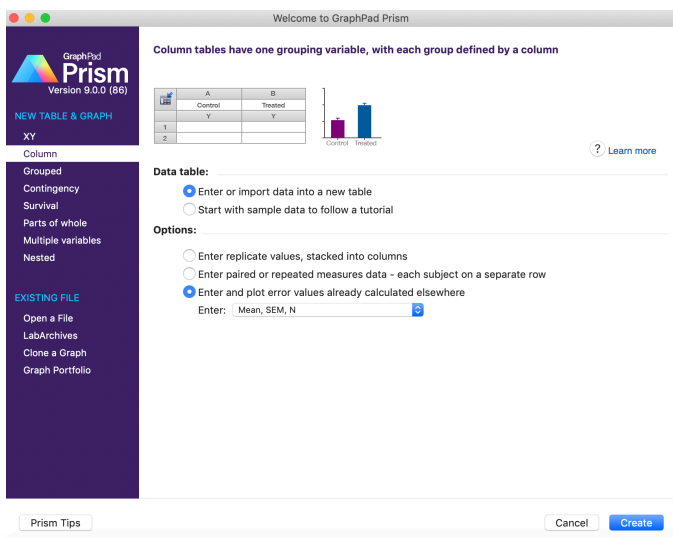 Welcome to GraphPad Prism
GraphPad
Prism
Version 9.0.0 (86)
NEW TABLE & GRAPH
XY
Column
Grouped
Contingency
Survival
Parts of whole
Multiple variables
Nested
EXISTING FILE
Open a File
LabArchives
Clone a Graph
Graph Portfolio
Column tables have one grouping variable, with each group defined by a column
A B
Control Treated
Y Y
1
2
Control Treated
? Learn more
Data table:
Enter or import data into a new table
Start with sample data to follow a tutorial
Options:
Enter replicate values, stacked into columns
Enter paired or repeated measures data - each subject on a separate row
Enter and plot error values already calculated elsewhere
Enter: Mean, SEM, N
Prism Tips Cancel Create